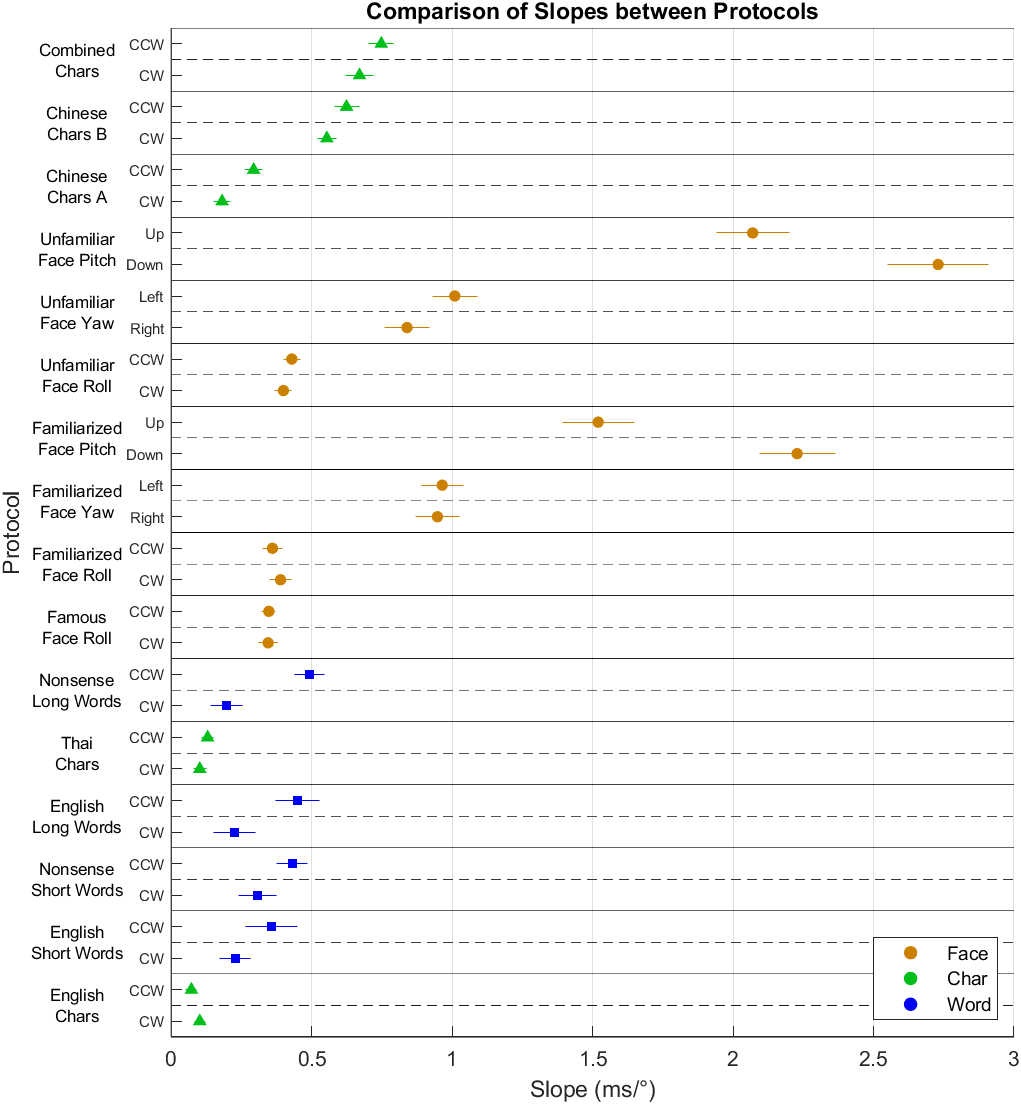 Comparison of Slopes between Protocols
Combined
Chars
CCW
CW
Chinese
Chars B
CCW
CW
Chinese
Chars A
CCW
CW
Unfamiliar
Face Pitch
Up
Down
Unfamiliar
Face Yaw
Left
Right
Unfamiliar
Face Roll
CCW
CW
Familiarized
Face Pitch
Up
Down
Familiarized
Face Yaw
Left
Right
Familiarized
Face Roll
CCW
CW
Famous
Face Roll
CCW
CW
Nonsense
Long Words
CCW
CW
Thai
Chars
CCW
CW
English
Long Words
CCW
CW
Nonsense
Short Words
CCW
CW
English
Short Words
CCW
CW
English
Chars
CCW
CW
Protocol
Face
Char
Word
0 0.5 1 1.5 2 2.5 3
Slope (ms/°)